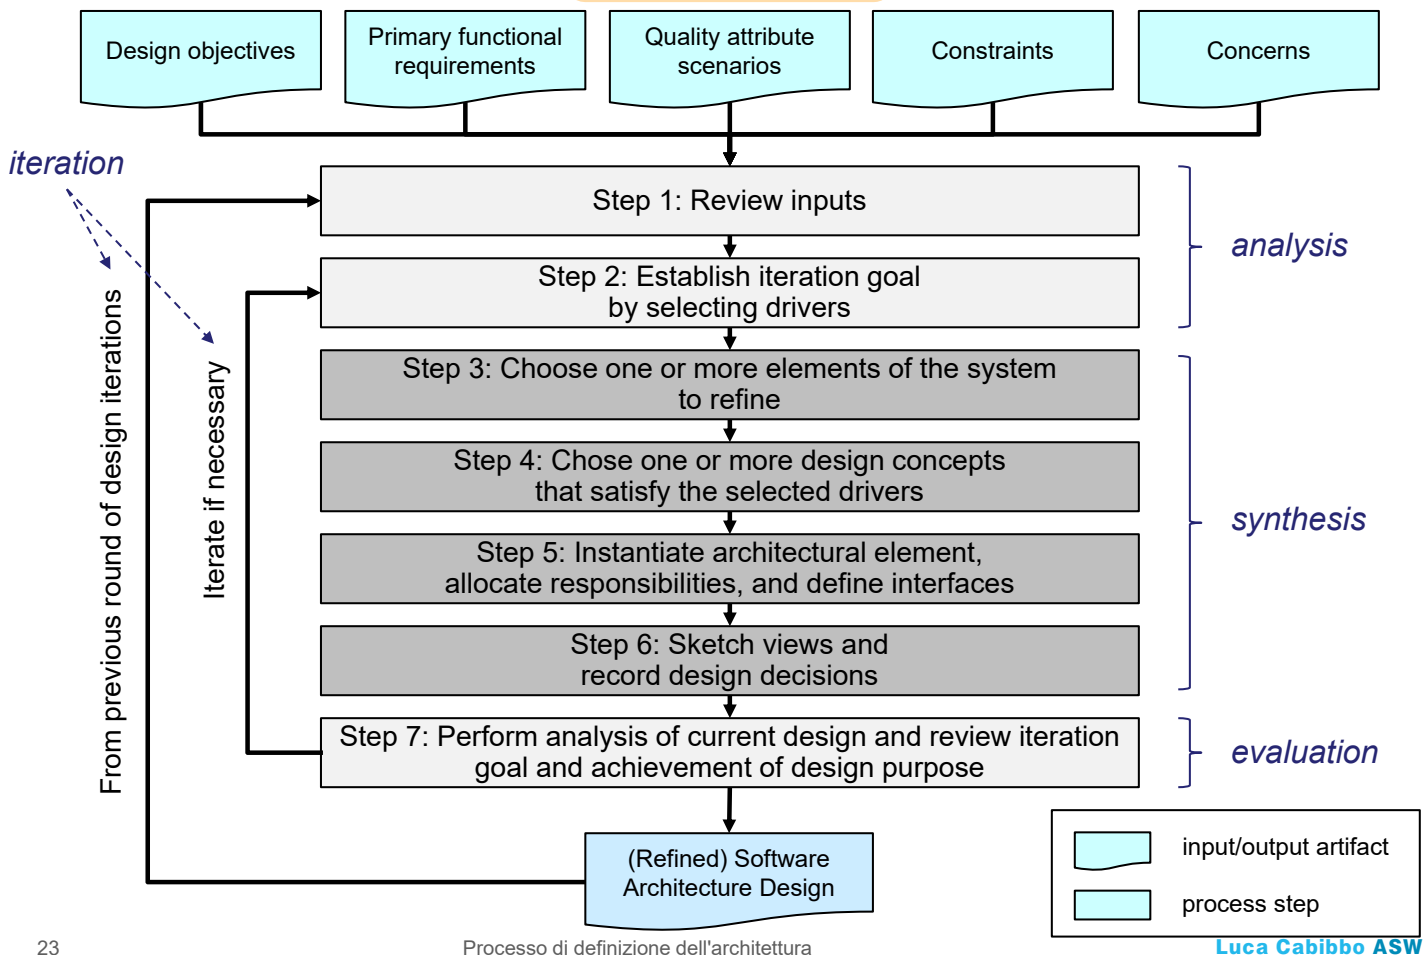 Design objectives
Primary functional
requirements
Quality attribute
scenarios
Constraints
Concerns
iteration
Step 1: Review inputs
analysis
Step 2: Establish iteration goal
by selecting drivers
From previous round of design iterations
Iterate if necessary
Step 3: Choose one or more elements of the system
to refine
Step 4: Chose one or more design concepts
that satisfy the selected drivers
synthesis
Step 5: Instantiate architectural element,
allocate responsibilities, and define interfaces
Step 6: Sketch views and
record design decisions
Step 7: Perform analysis of current design and review iteration
goal and achievement of design purpose
evaluation
(Refined) Software
Architecture Design
input/output artifact
process step
23
Processo di definizione dell'architettura
Luca Cabibbo ASW